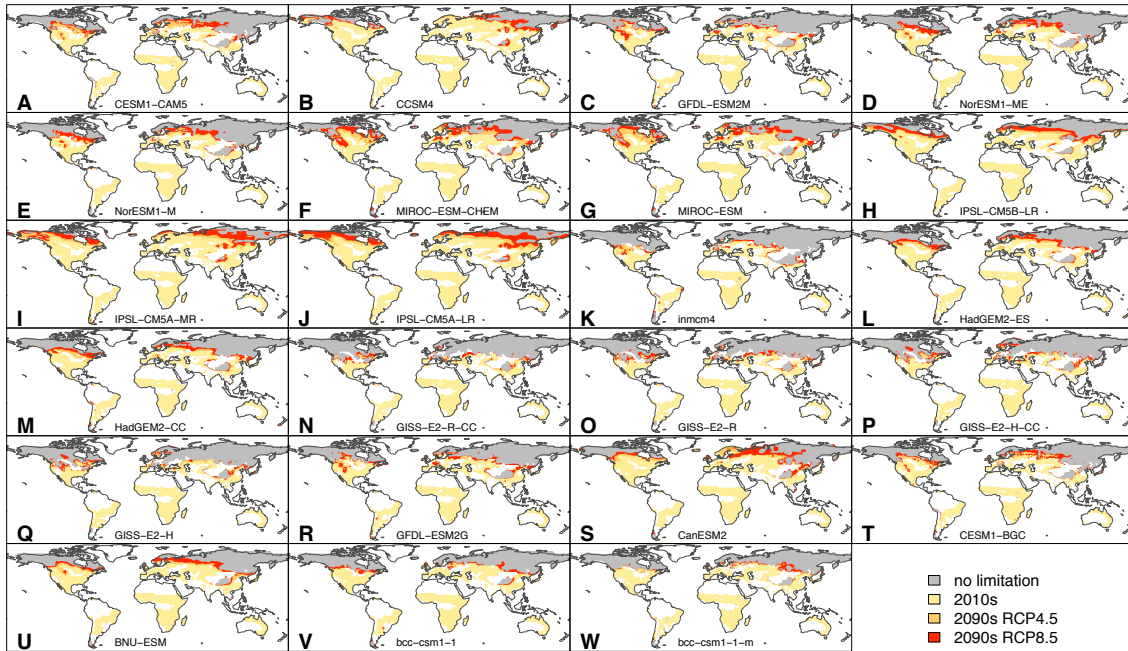 A CESM1−CAM5
B CCSM4
C GFDL−ESM2M
D NorESM1−ME
E NorESM1−M
F MIROC−ESM−CHEM
G MIROC−ESM
H IPSL−CM5B−LR
I IPSL−CM5A−MR
J IPSL−CM5A−LR
K inmcm4
L HadGEM2−ES
M HadGEM2−CC
N GISS−E2−R−CC
O GISS−E2−R
P GISS−E2−H−CC
Q GISS−E2−H
R GFDL−ESM2G
S CanESM2
T CESM1−BGC
U BNU−ESM
V bcc−csm1−1
W bcc−csm1−1−m
no limitation
2010s
2090s RCP4.5
2090s RCP8.5